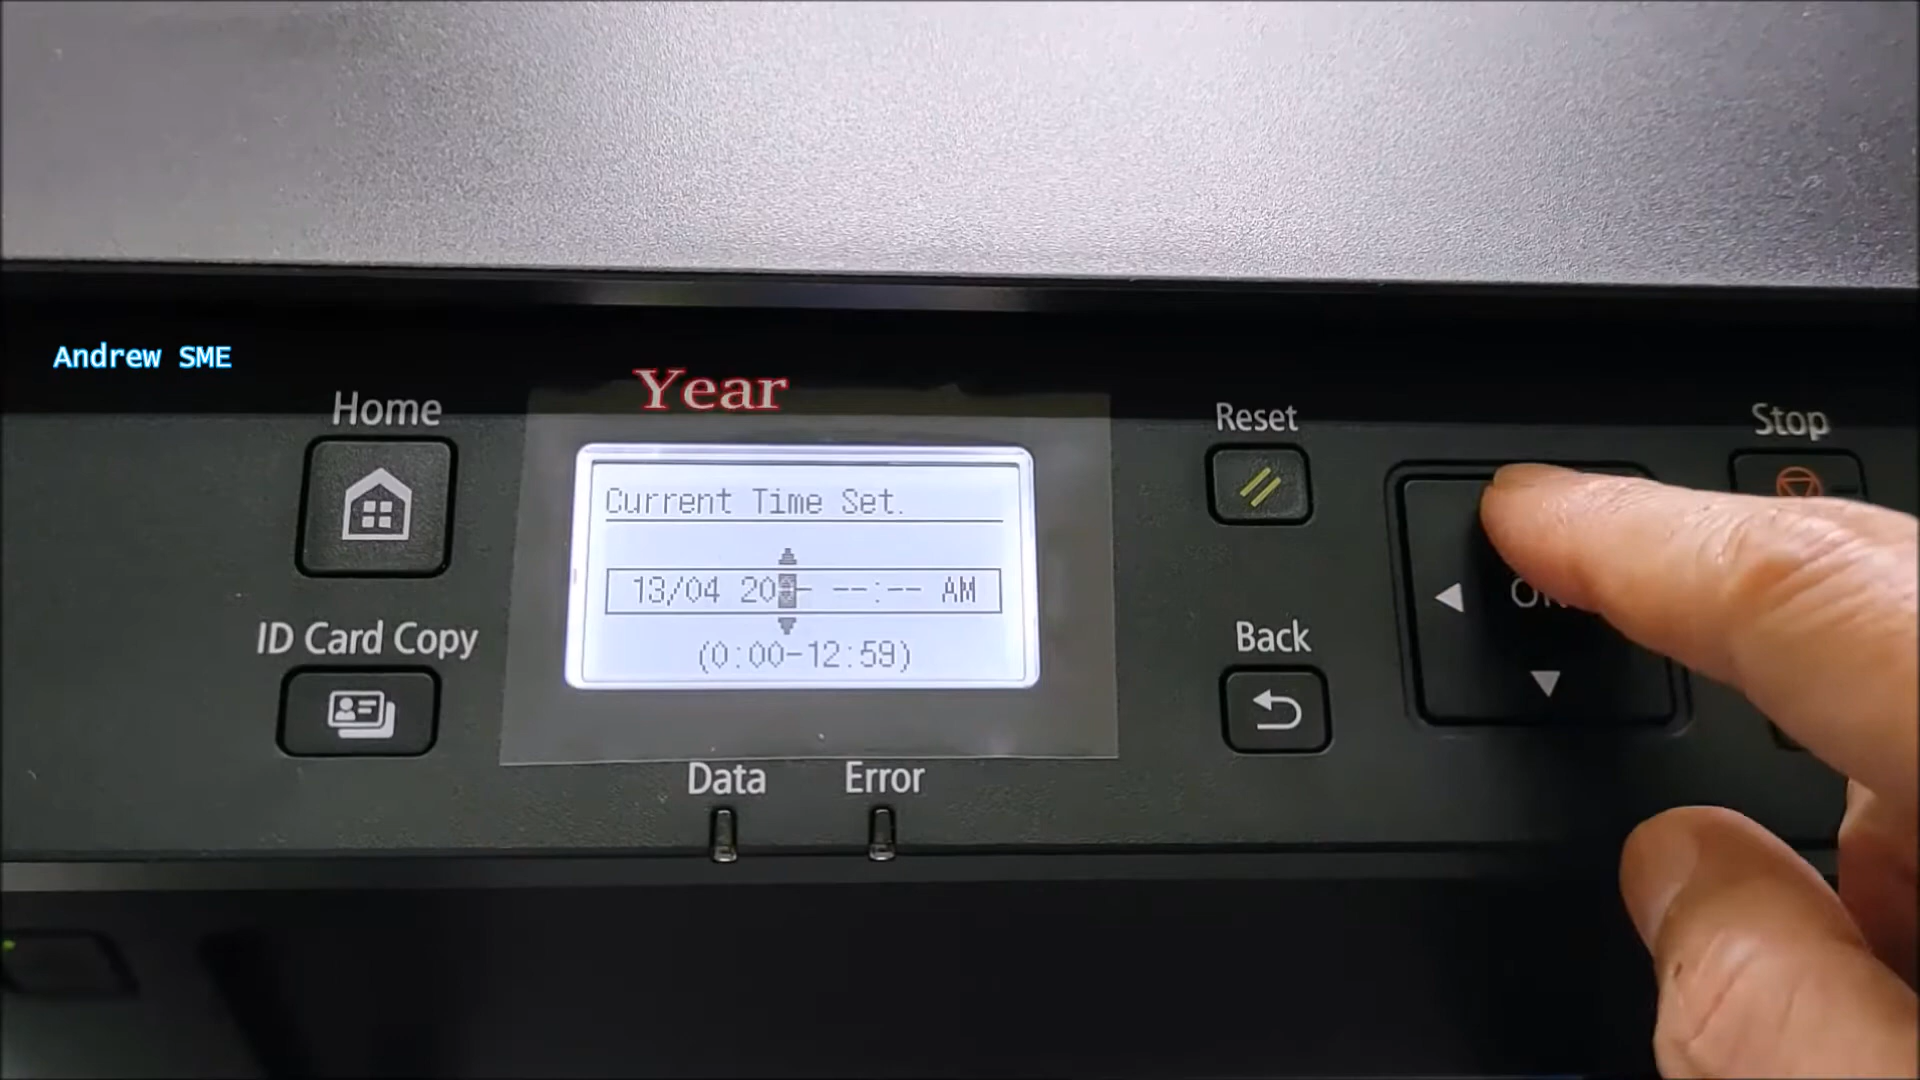 Andrew SME
Year
Home
Reset
Stop
Current Time Set.
13/04 20 - --:-- AM
(0:00-12:59)
ID Card Copy
Back
Data
Error